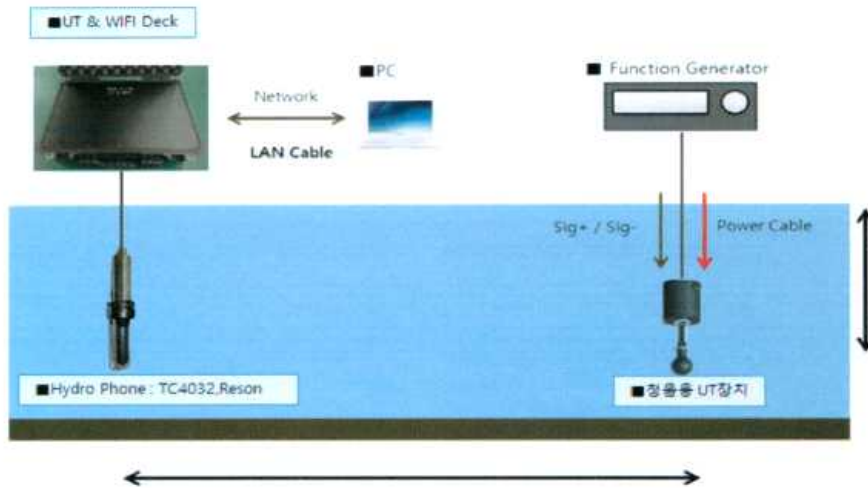 ■UT & WIFI Deck
■PC
■ Function Generator
Network
LAN Cable
Sig+ / Sig-
Power Cable
■Hydro Phone : TC4032,Reson
■청음용 UT장치